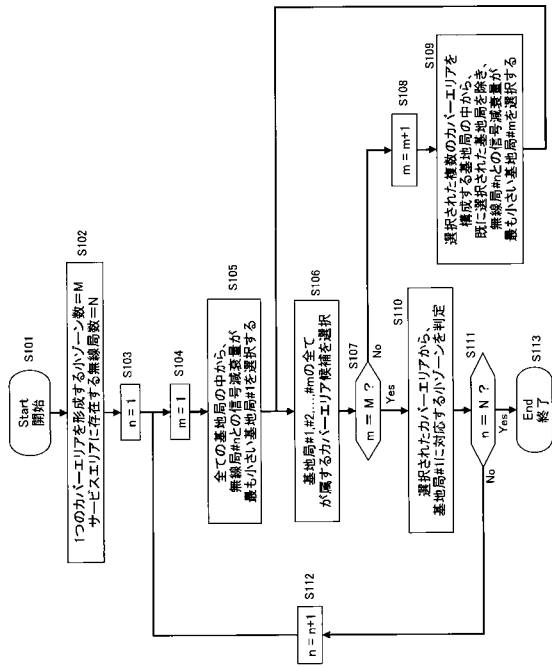 S101
Start
開始
S102
1つのカバーエリアを形成する小ゾーン数=M
サービスエリアに存在する無線局数=N
S103
n = 1
S104
m = 1
S105
全ての基地局の中から、
無線局#nとの信号減衰量が
最も小さい基地局#1を選択する
S106
基地局#1,#2,...,#mの全て
が属するカバーエリア候補を選択
S107
m = M ?
No
Yes
S108
m = m+1
S109
選択された複数のカバーエリアを
構成する基地局の中から、
既に選択された基地局を除き、
無線局#nとの信号減衰量が
最も小さい基地局#mを選択する
S110
選択されたカバーエリアから、
基地局#1に対応する小ゾーンを判定
S111
n = N ?
No
Yes
S112
n = n+1
S113
End
終了